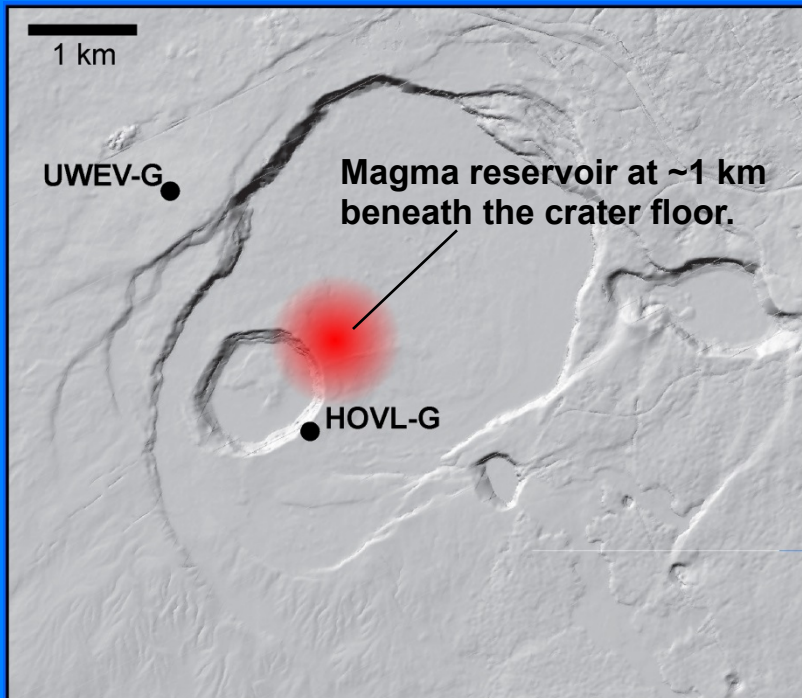 1 km
UWEV-G
Magma reservoir at ~1 km
beneath the crater floor.
HOVL-G